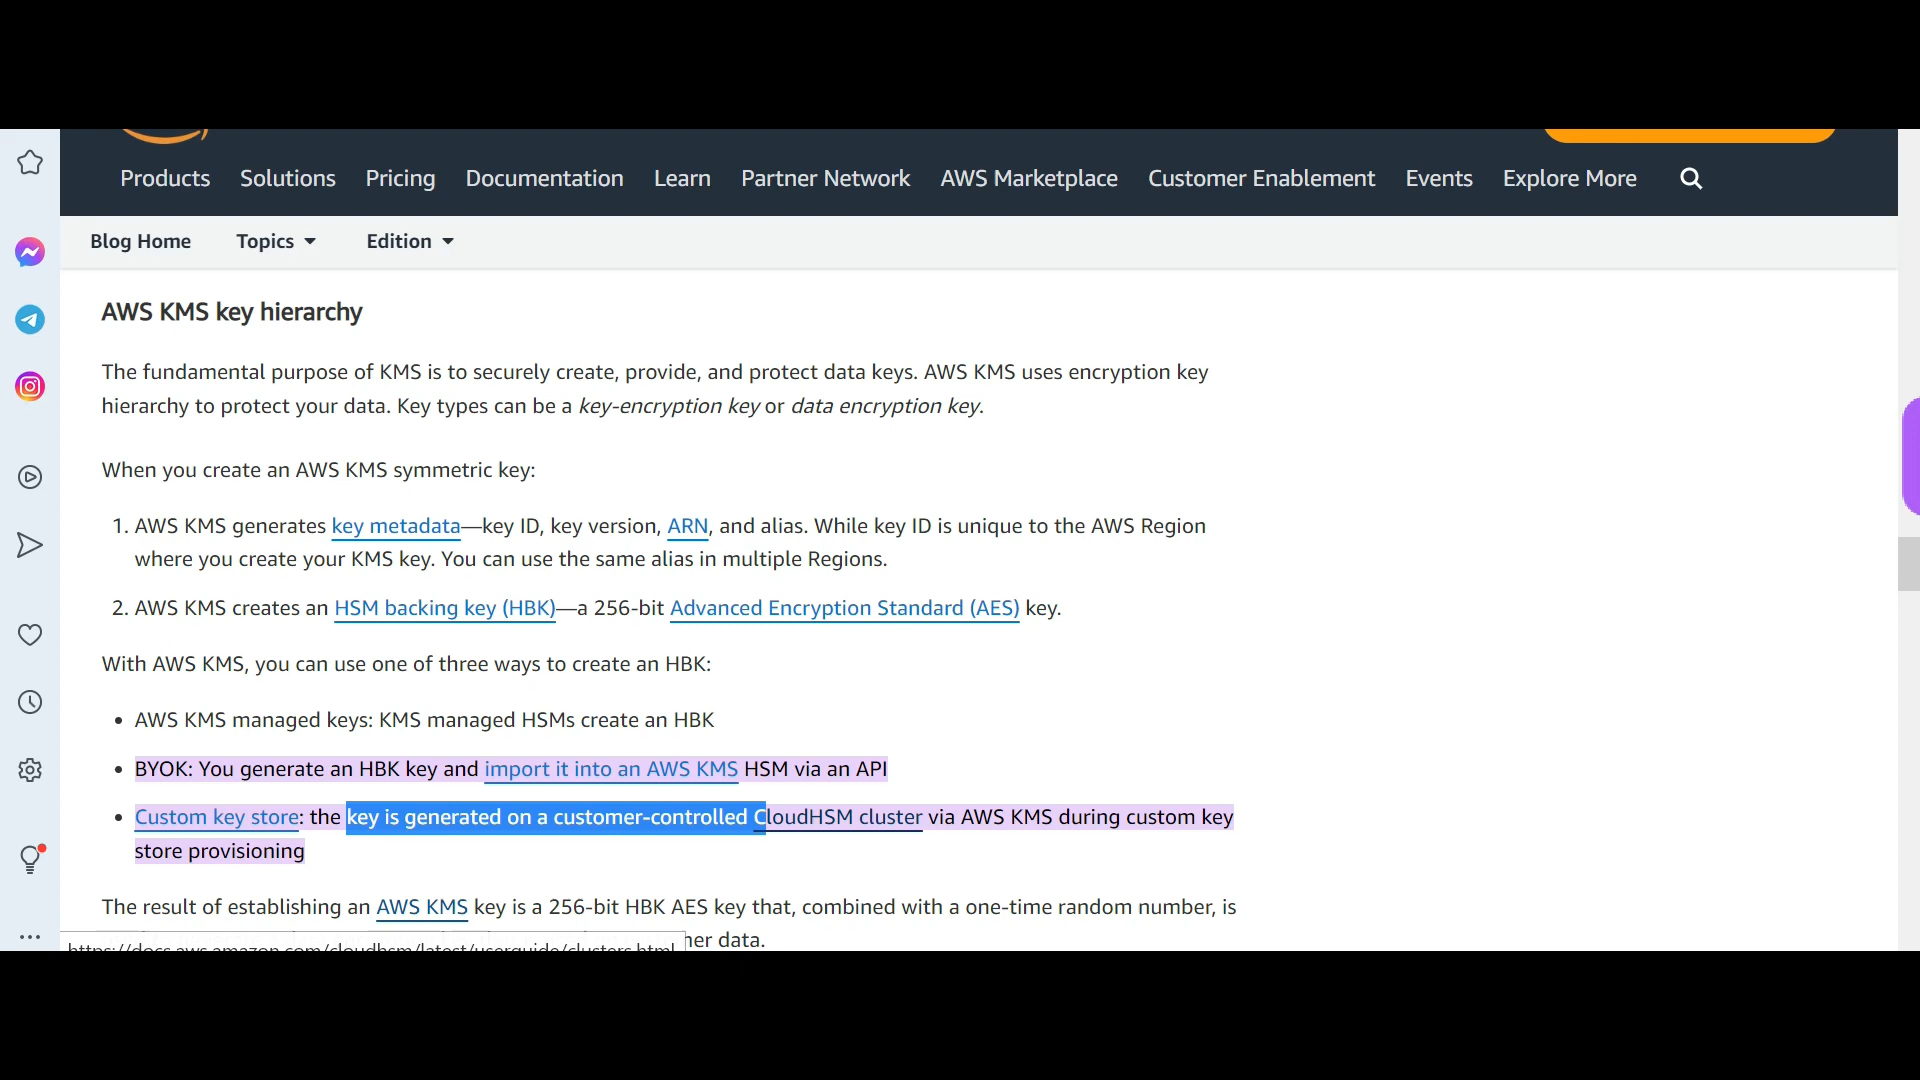 Products Solutions Pricing Documentation Learn Partner Network AWS Marketplace Customer Enablement Events Explore More
Blog Home Topics Edition
AWS KMS key hierarchy
The fundamental purpose of KMS is to securely create, provide, and protect data keys. AWS KMS uses encryption key
hierarchy to protect your data. Key types can be a key-encryption key or data encryption key.
When you create an AWS KMS symmetric key:
1. AWS KMS generates key metadata—key ID, key version, ARN, and alias. While key ID is unique to the AWS Region
where you create your KMS key. You can use the same alias in multiple Regions.
2. AWS KMS creates an HSM backing key (HBK)—a 256-bit Advanced Encryption Standard (AES) key.
With AWS KMS, you can use one of three ways to create an HBK:
• AWS KMS managed keys: KMS managed HSMs create an HBK
• BYOK: You generate an HBK key and import it into an AWS KMS HSM via an API
• Custom key store: the key is generated on a customer-controlled CloudHSM cluster via AWS KMS during custom key
store provisioning
The result of establishing an AWS KMS key is a 256-bit HBK AES key that, combined with a one-time random number, is
data.
https://docs.aws.amazon.com/cloudhsm/latest/userguide/clusters.html